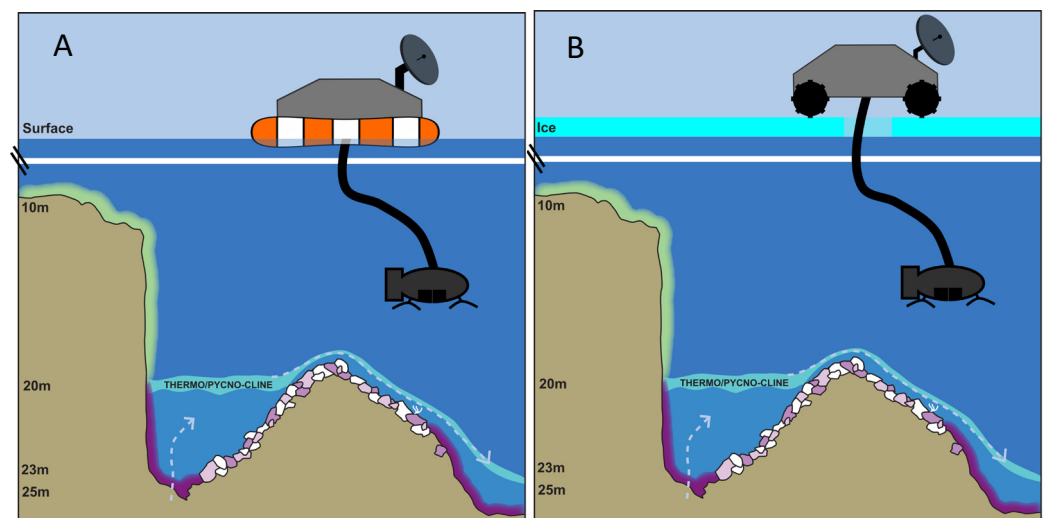 A
Surface
10m
THERMO/PYCNO-CLINE
20m
23m
25m
B
Ice
10m
THERMO/PYCNO-CLINE
20m
23m
25m